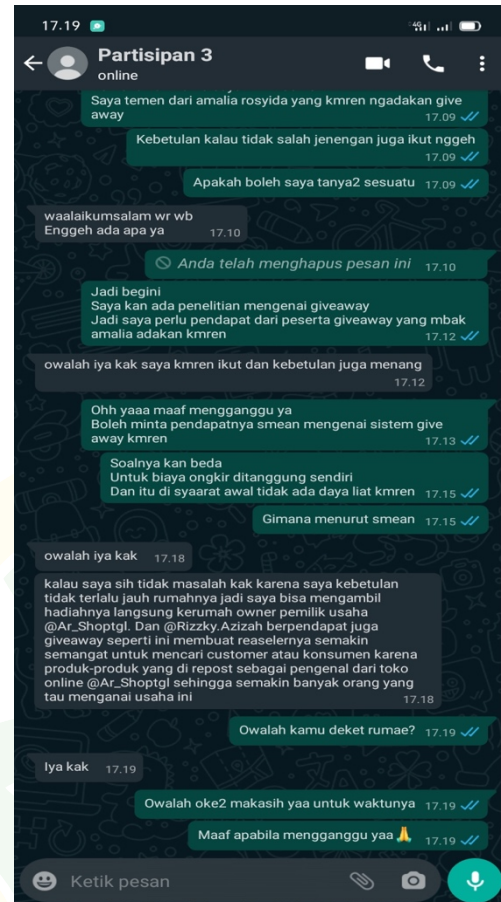 17.19
Partisipan 3
online
Saya temen dari amalia rosyida yang kmren ngadakan give
away
17.09
Kebetulan kalau tidak salah jenengan juga ikut nggeh
17.09
Apakah boleh saya tanya2 sesuatu 17.09
waalaikumsalam wr wb
Enggeh ada apa ya 17.10
Anda telah menghapus pesan ini 17.10
Jadi begini
Saya kan ada penelitian mengenai giveaway
Jadi saya perlu pendapat dari peserta giveaway yang mbak
amalia adakan kmren 17.12
owalah iya kak saya kmren ikut dan kebetulan juga menang
17.12
Ohh yaaa maaf mengganggu ya
Boleh minta pendapatnya smean mengenai sistem give
away kmren 17.13
Soalnya kan beda
Untuk biaya ongkir ditanggung sendiri
Dan itu di syaarat awal tidak ada daya liat kmren 17.15
Gimana menurut smean 17.15
owalah iya kak 17.18
kalau saya sih tidak masalah kak karena saya kebetulan
tidak terlalu jauh rumahnya jadi saya bisa mengambil
hadiahnya langsung kerumah owner pemilik usaha
@Ar_Shoptgl. Dan @Rizzky.Azizah berpendapat juga
giveaway seperti ini membuat reaselernya semakin
semangat untuk mencari customer atau konsumen karena
produk-produk yang di repost sebagai pengenal dari toko
online @Ar_Shoptgl sehingga semakin banyak orang yang
tau menganai usaha ini 17.18
Owalah kamu deket rumae? 17.19
Iya kak 17.19
Owalah oke2 makasih yaa untuk waktunya 17.19
Maaf apabila mengganggu yaa🙏 17.19
Ketik pesan